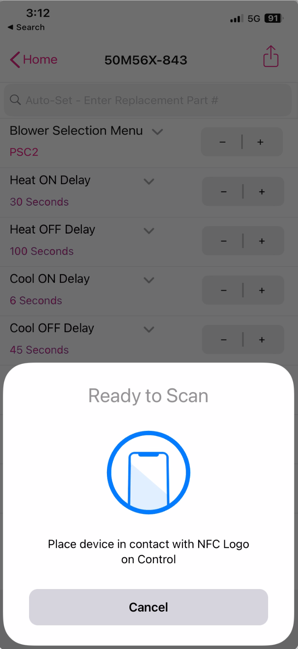 3:12
5G 91
Search
Home
50M56X-843
Auto-Set - Enter Replacement Part #
Blower Selection Menu
PSC2
- +
Heat ON Delay
30 Seconds
- +
Heat OFF Delay
100 Seconds
- +
Cool ON Delay
6 Seconds
- +
Cool OFF Delay
45 Seconds
- +
Ready to Scan
Place device in contact with NFC Logo
on Control
Cancel